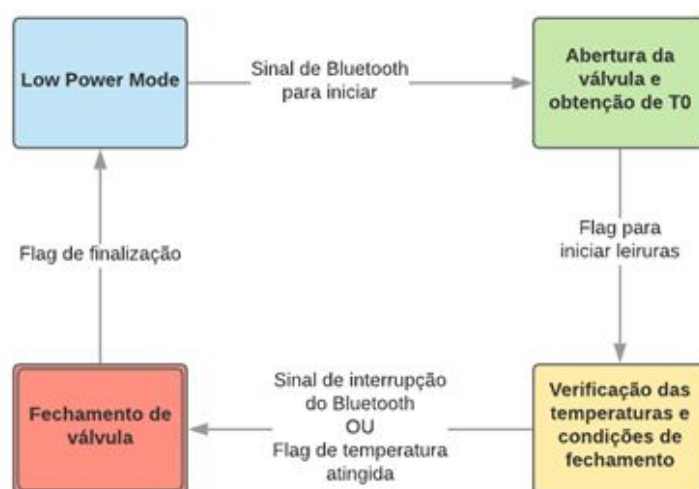 Low Power Mode
Sinal de Bluetooth
para iniciar
Abertura da
válvula e
obtenção de T0
Flag de finalização
Flag para
iniciar leiruras
Fechamento de
válvula
Sinal de interrupção
do Bluetooth
OU
Flag de temperatura
atingida
Verificação das
temperaturas e
condições de
fechamento